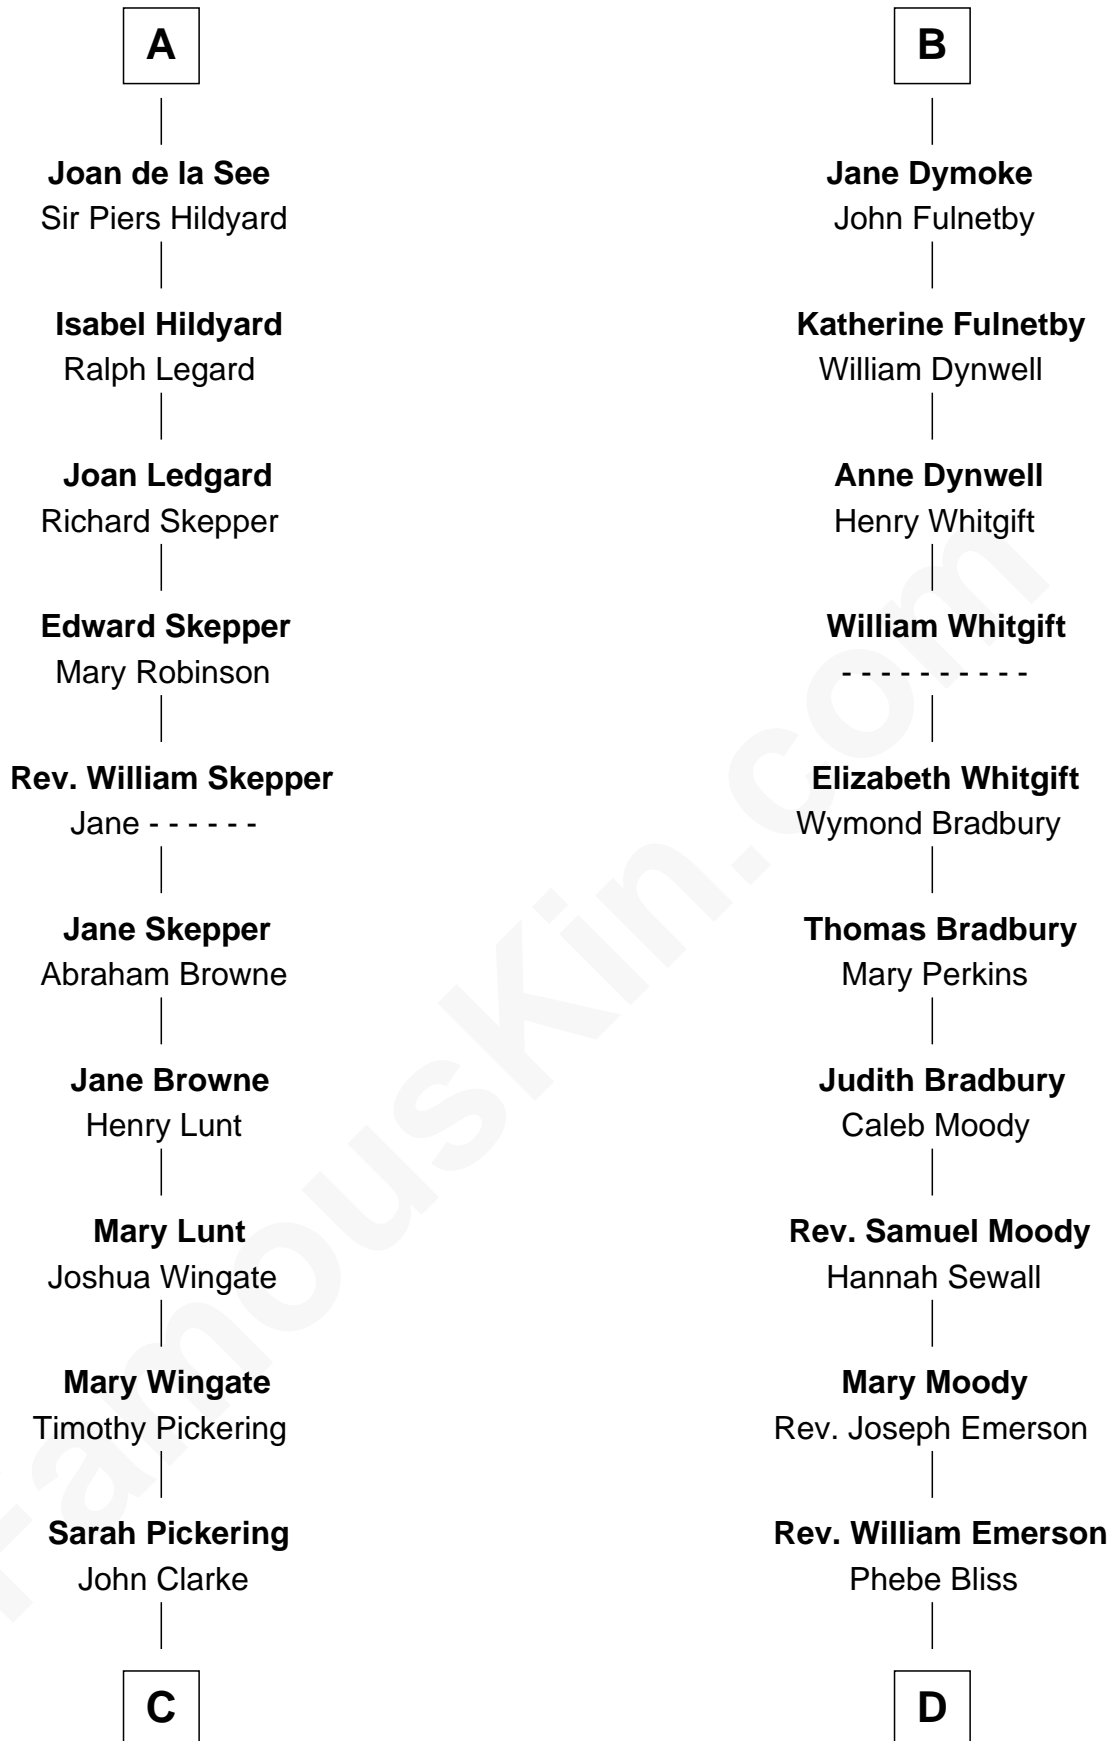 A
Joan de la See
Sir Piers Hildyard
Isabel Hildyard
Ralph Legard
Joan Ledgard
Richard Skepper
Edward Skepper
Mary Robinson
Rev. William Skepper
Jane - - - - - -
Jane Skepper
Abraham Browne
Jane Browne
Henry Lunt
Mary Lunt
Joshua Wingate
Mary Wingate
Timothy Pickering
Sarah Pickering
John Clarke
C
B
Jane Dymoke
John Fulnetby
Katherine Fulnetby
William Dynwell
Anne Dynwell
Henry Whitgift
William Whitgift
- - - - - - - - - -
Elizabeth Whitgift
Wymond Bradbury
Thomas Bradbury
Mary Perkins
Judith Bradbury
Caleb Moody
Rev. Samuel Moody
Hannah Sewall
Mary Moody
Rev. Joseph Emerson
Rev. William Emerson
Phebe Bliss
D
FamousKin.com